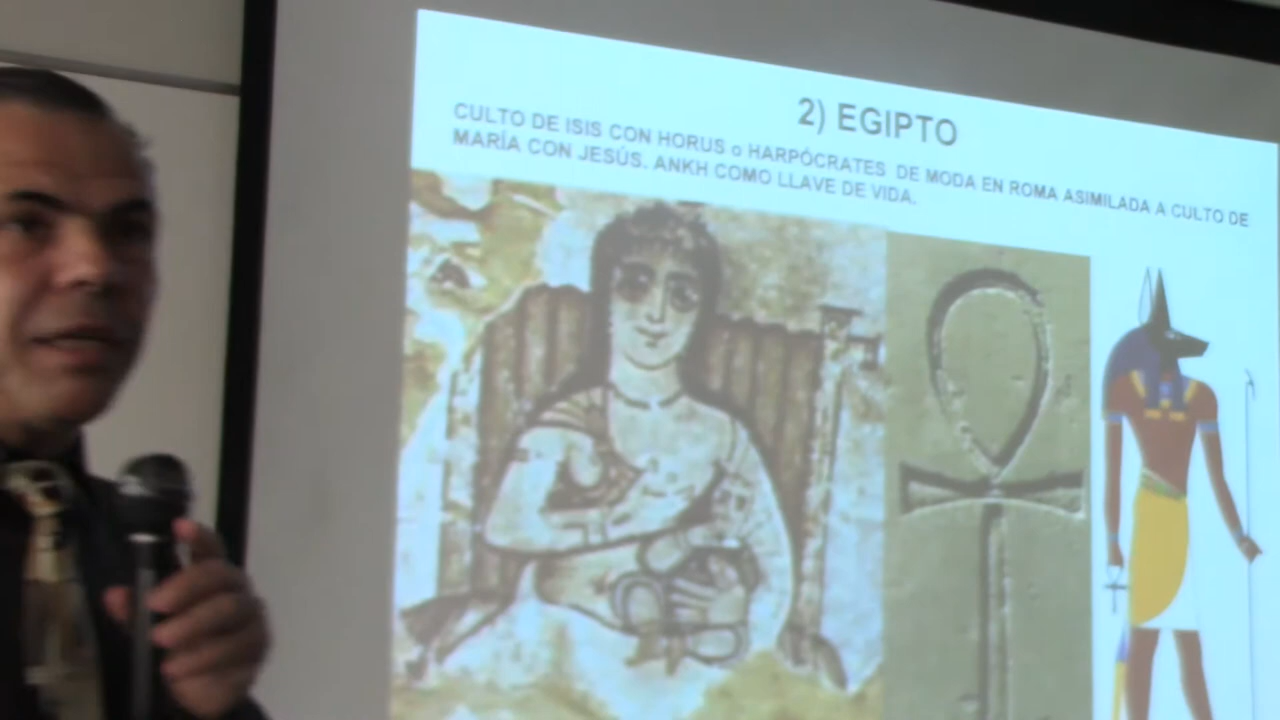 2) EGIPTO
CULTO DE ISIS CON HORUS o HARPÓCRATES DE MODA EN ROMA ASIMILADA A CULTO DE
MARÍA CON JESÚS. ANKH COMO LLAVE DE VIDA.